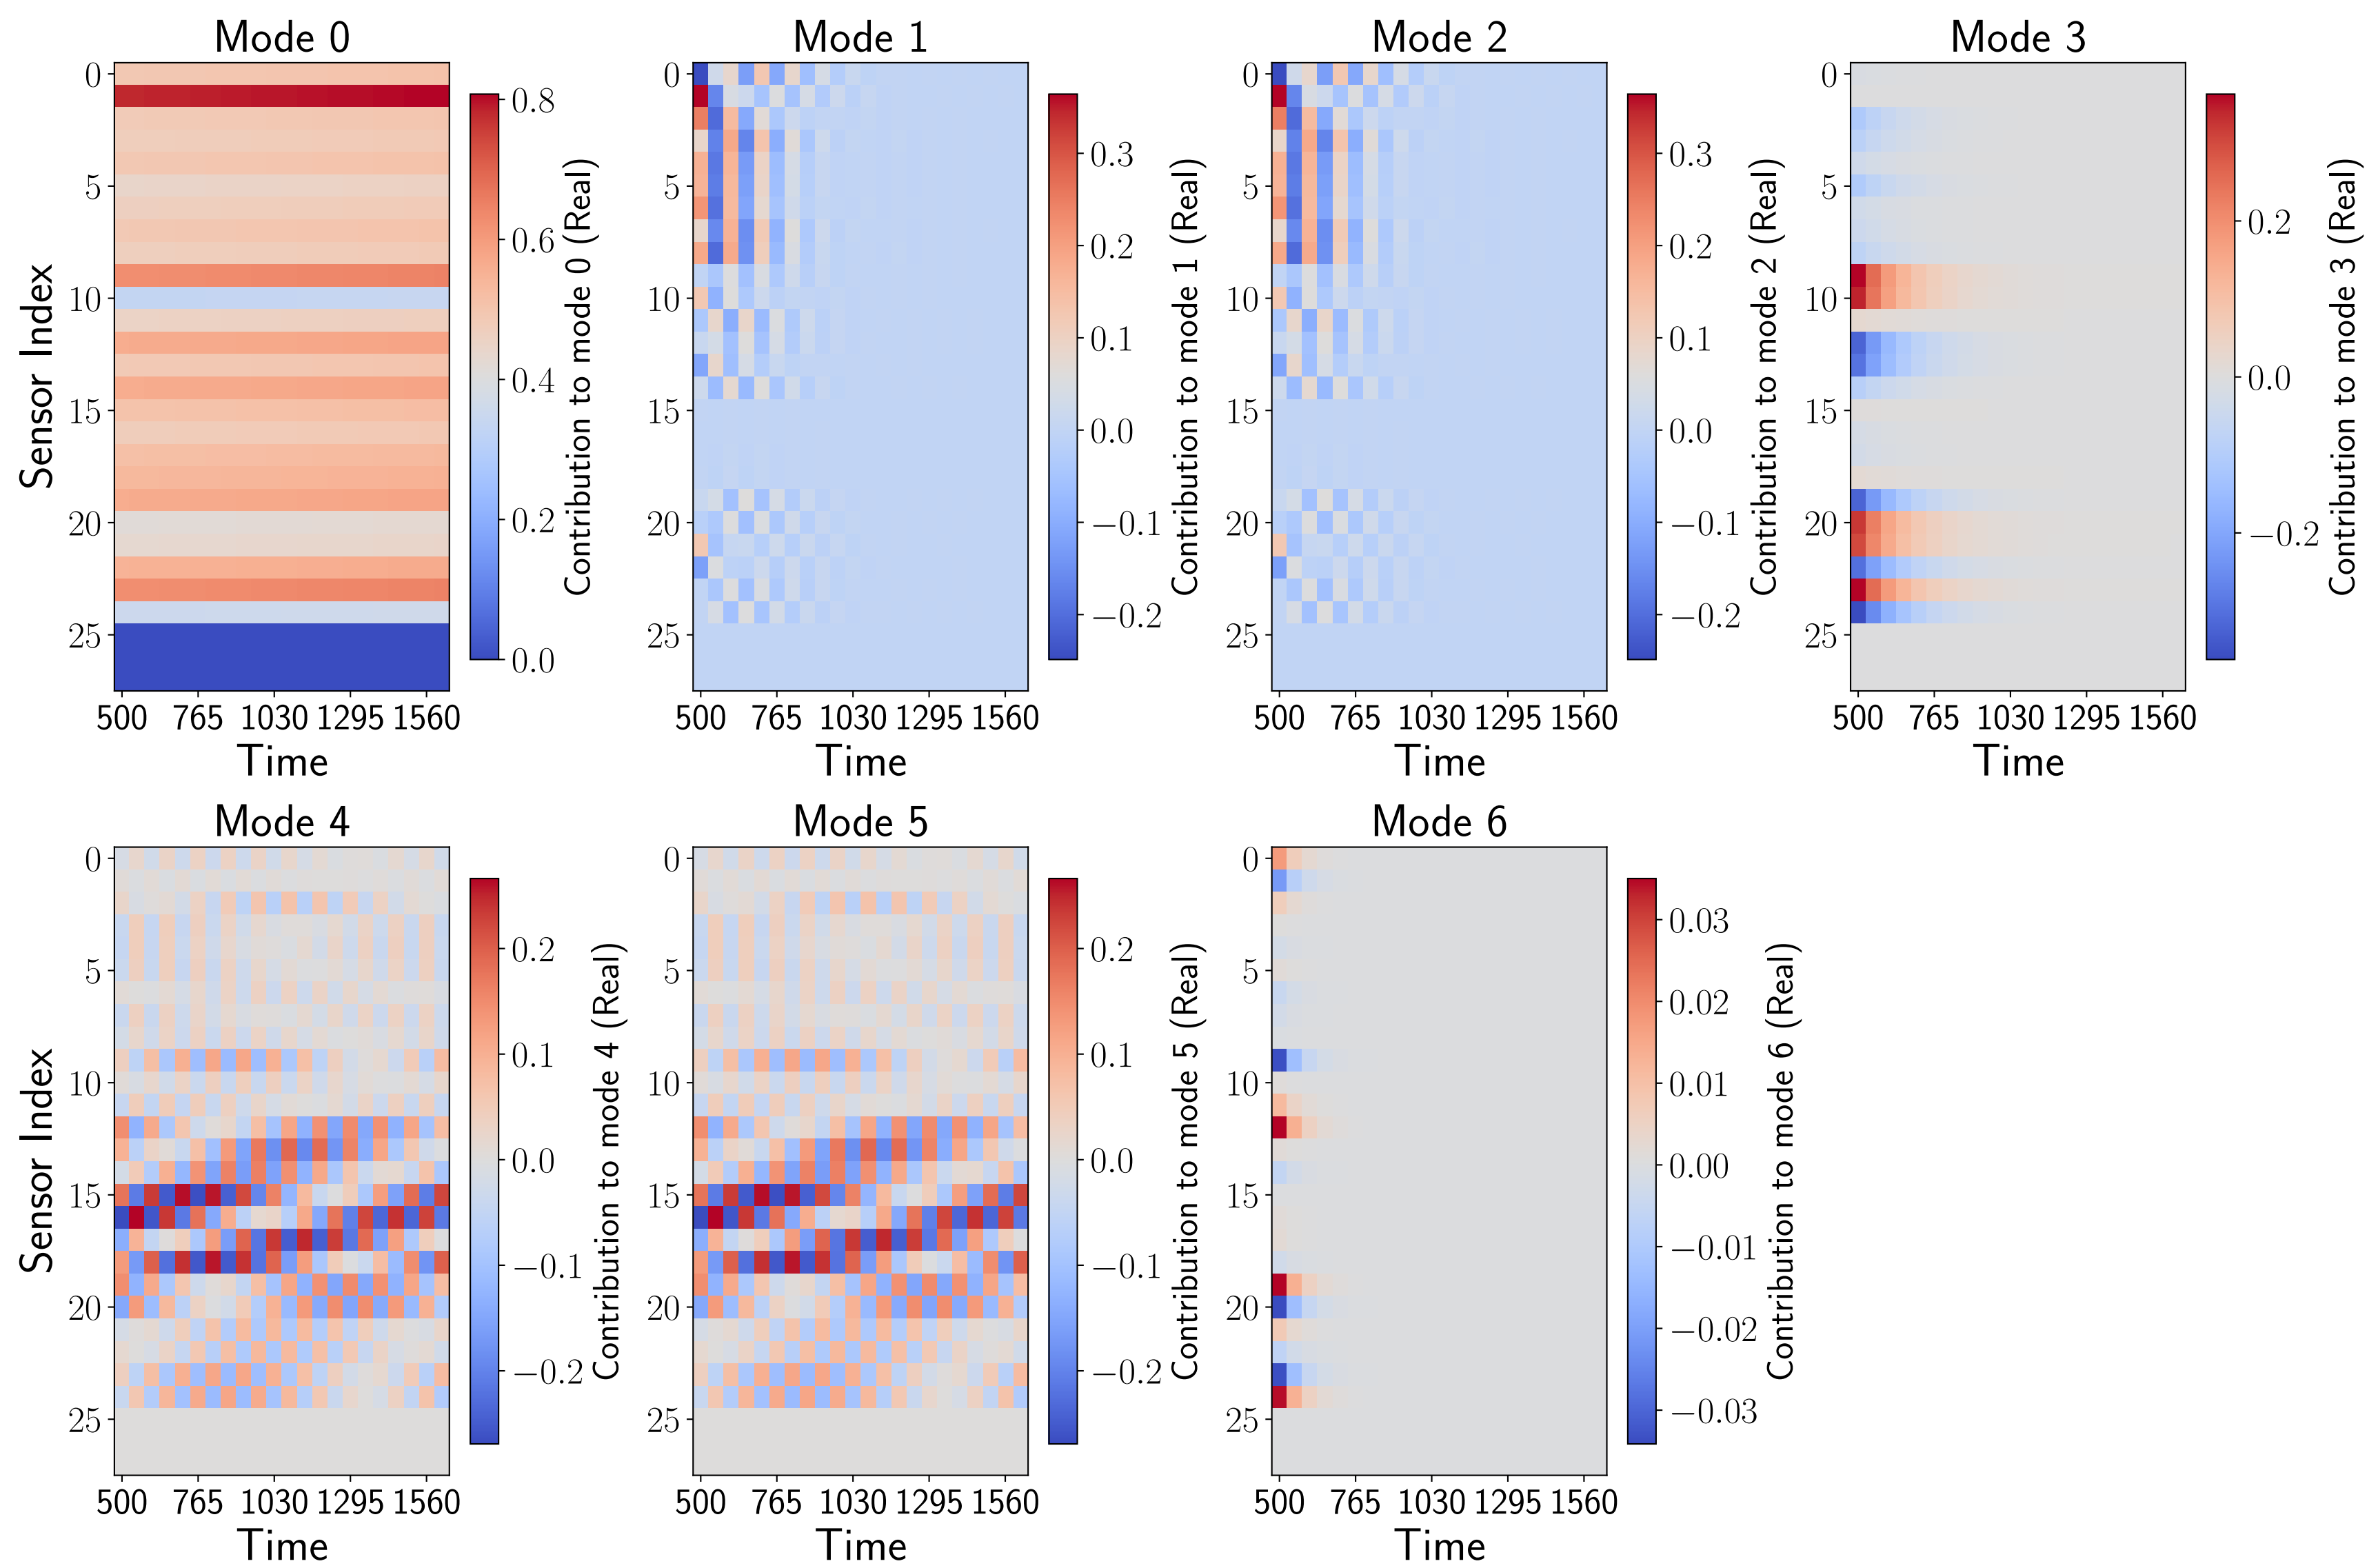 Mode 0
Mode 1
Mode 2
Mode 3
Sensor Index
0
5
10
15
20
25
500 765 1030 1295 1560
Time
0.8
0.6
0.4
0.2
0.0
Contribution to mode 0 (Real)
0
5
10
15
20
25
500 765 1030 1295 1560
Time
0.3
0.2
0.1
0.0
−0.1
−0.2
Contribution to mode 1 (Real)
0
5
10
15
20
25
500 765 1030 1295 1560
Time
0.3
0.2
0.1
0.0
−0.1
−0.2
Contribution to mode 2 (Real)
0
5
10
15
20
25
500 765 1030 1295 1560
Time
0.2
0.0
−0.2
Contribution to mode 3 (Real)
Mode 4
Mode 5
Mode 6
Sensor Index
0
5
10
15
20
25
500 765 1030 1295 1560
Time
0.2
0.1
0.0
−0.1
−0.2
Contribution to mode 4 (Real)
0
5
10
15
20
25
500 765 1030 1295 1560
Time
0.2
0.1
0.0
−0.1
−0.2
Contribution to mode 5 (Real)
0
5
10
15
20
25
500 765 1030 1295 1560
Time
0.03
0.02
0.01
0.00
−0.01
−0.02
−0.03
Contribution to mode 6 (Real)